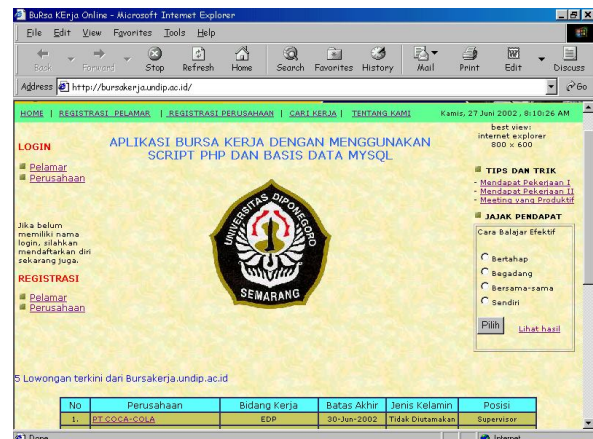 BuRsa KErja Online - Microsoft Internet Explorer
File Edit View Favorites Tools Help
Back Forward Stop Refresh Home Search Favorites History Mail Print Edit Discuss
Address http://bursakerja.undip.ac.id/ Go
HOME | REGISTRASI PELAMAR | REGISTRASI PERUSAHAAN | CARI KERJA | TENTANG KAMI Kamis, 27 Juni 2002 , 8:10:26 AM
LOGIN
Pelamar
Perusahaan
Jika belum
memiliki nama
login, silahkan
mendaftarkan diri
sekarang juga.
REGISTRASI
Pelamar
Perusahaan
APLIKASI BURSA KERJA DENGAN MENGGUNAKAN
SCRIPT PHP DAN BASIS DATA MYSQL
UNIVERSITAS DIPONEGORO
SEMARANG
best view:
internet explorer
800 x 600
TIPS DAN TRIK
- Mendapat Pekerjaan I
- Mendapat Pekerjaan II
- Meeting yang Produktif
JAJAK PENDAPAT
Cara Balajar Efektif
Bertahap
Begadang
Bersama-sama
Sendiri
Pilih Lihat hasil
5 Lowongan terkini dari Bursakerja.undip.ac.id
No Perusahaan Bidang Kerja Batas Akhir Jenis Kelamin Posisi
1. PT COCA-COLA EDP 30-Jun-2002 Tidak Diutamakan Supervisor
Done Internet